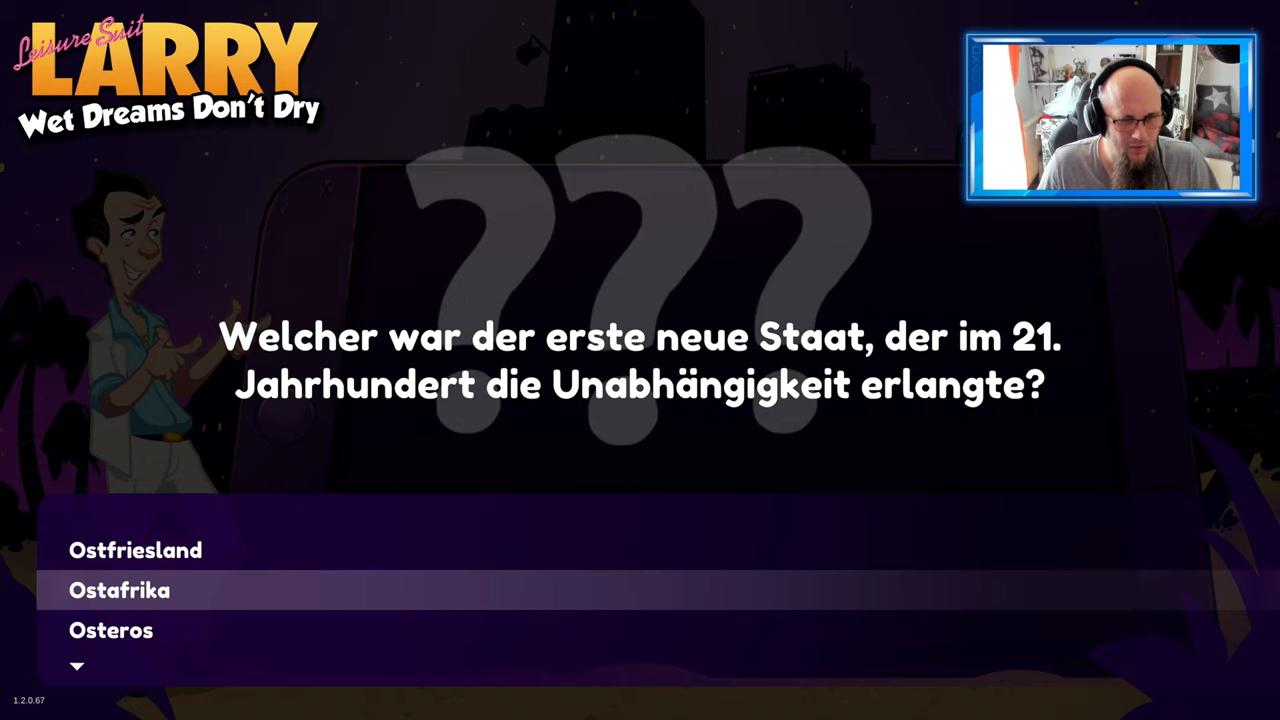 Leisure Suit
LARRY
Wet Dreams Don't Dry
Welcher war der erste neue Staat, der im 21.
Jahrhundert die Unabhängigkeit erlangte?
Ostfriesland
Ostafrika
Osteros
1.2.0.67